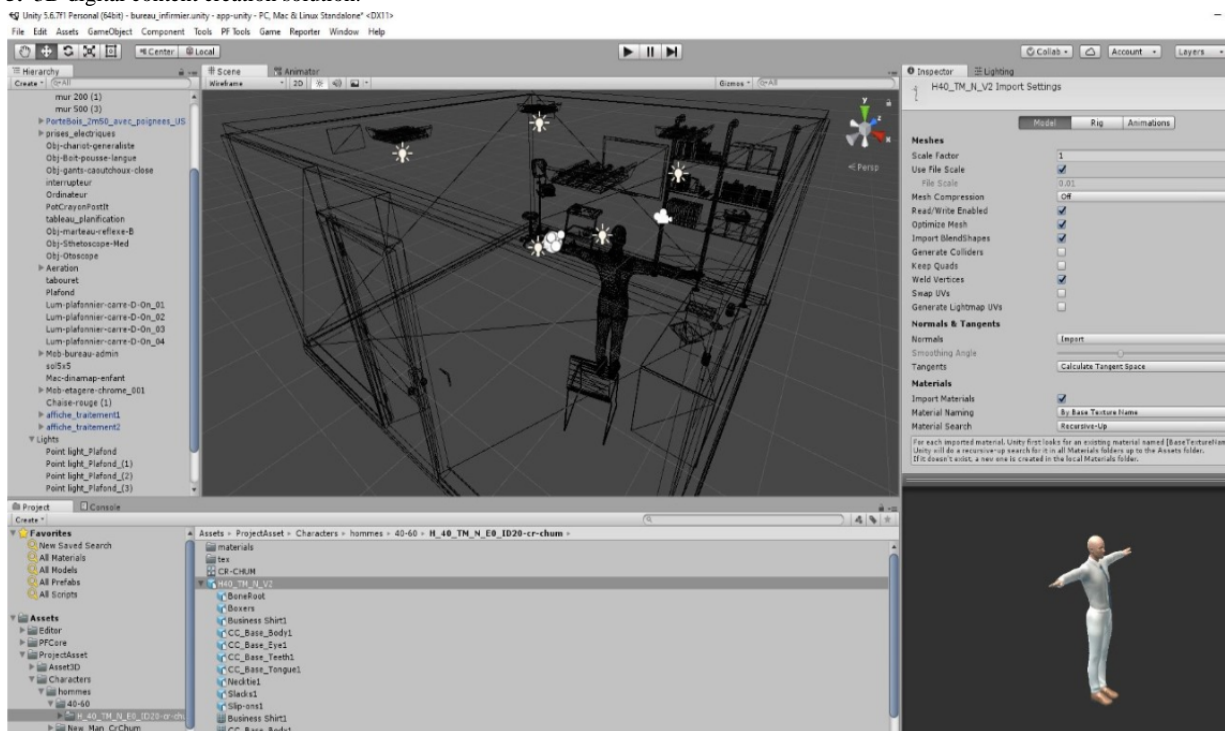 Unity 5.6.7f1 Personal (64bit) - bureau_infirmier.unity - app-unity - PC, Mac & Linux Standalone* <DX11>
File Edit Assets GameObject Component Tools PF Tools Game Reporter Window Help
Center Local Collab Account Layers
Hierarchy Scene Animator Inspector Lighting
Create All Wireframe 2D Gizmos All
H40_TM_N_V2 Import Settings
mur 200 (1)
mur 500 (3)
PorteBois_2m50_avec_poignees_US
prises_electriques
Obj-chariot-generaliste
Obj-Boit-pousse-langue
Obj-gants-caoutchoux-close
interrupteur
Ordinateur
PotCrayonPostIt
tableau_planification
Obj-marteau-reflexe-B
Obj-Sthetoscope-Med
Obj-Otoscope
Aeration
tabouret
Plafond
Lum-plafonnier-carre-D-On_01
Lum-plafonnier-carre-D-On_02
Lum-plafonnier-carre-D-On_03
Lum-plafonnier-carre-D-On_04
Mob-bureau-admin
sol5x5
Mac-dinamap-enfant
Mob-etagere-chrome_001
Chaise-rouge (1)
affiche_traitement1
affiche_traitement2
Lights
Point light_Plafond
Point light_Plafond_(1)
Point light_Plafond_(2)
Point light_Plafond_(3)
y
x
Persp
Model Rig Animations
Meshes
Scale Factor 1
Use File Scale
File Scale 0.01
Mesh Compression Off
Read/Write Enabled
Optimize Mesh
Import BlendShapes
Generate Colliders
Keep Quads
Weld Vertices
Swap UVs
Generate Lightmap UVs
Normals & Tangents
Normals Import
Smoothing Angle
Tangents Calculate Tangent Space
Materials
Import Materials
Material Naming By Base Texture Name
Material Search Recursive-Up
For each imported material, Unity first looks for an existing material named [BaseTextureName
Unity will do a recursive-up search for it in all Materials folders up to the Assets folder.
If it doesn't exist, a new one is created in the local Materials folder.
Project Console
Create
Favorites
New Saved Search
All Materials
All Models
All Prefabs
All Scripts
Assets
Editor
PFCore
ProjectAsset
Asset3D
Characters
hommes
40-60
H_40_TM_N_E0_ID20-cr-chu
New_Man_CrChum
Assets ProjectAsset Characters hommes 40-60 H_40_TM_N_E0_ID20-cr-chum
materials
tex
CR-CHUM
H40_TM_N_V2
BoneRoot
Boxers
Business Shirt1
CC_Base_Body1
CC_Base_Eye1
CC_Base_Teeth1
CC_Base_Tongue1
Necktie1
Slacks1
Slip-ons1
Business Shirt1
CC_Base_Body1